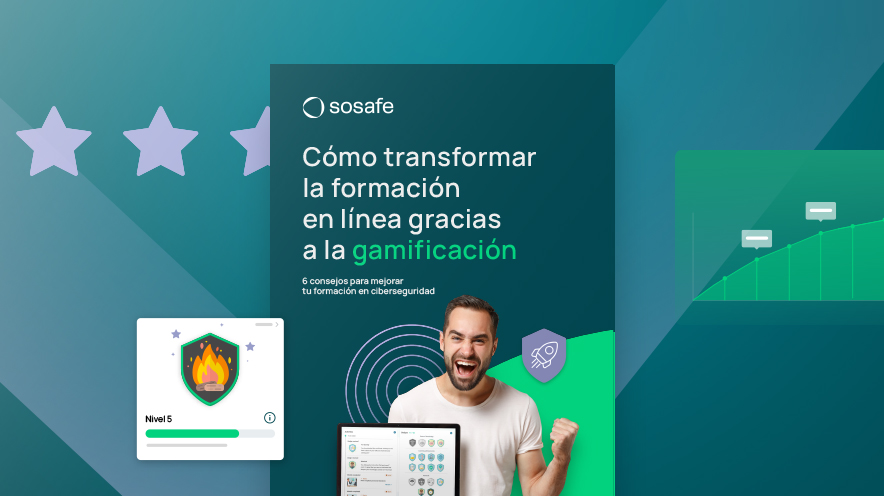 sosafe
Cómo transformar
la formación
en línea gracias
a la gamificación
6 consejos para mejorar
tu formación en ciberseguridad
Nivel 5